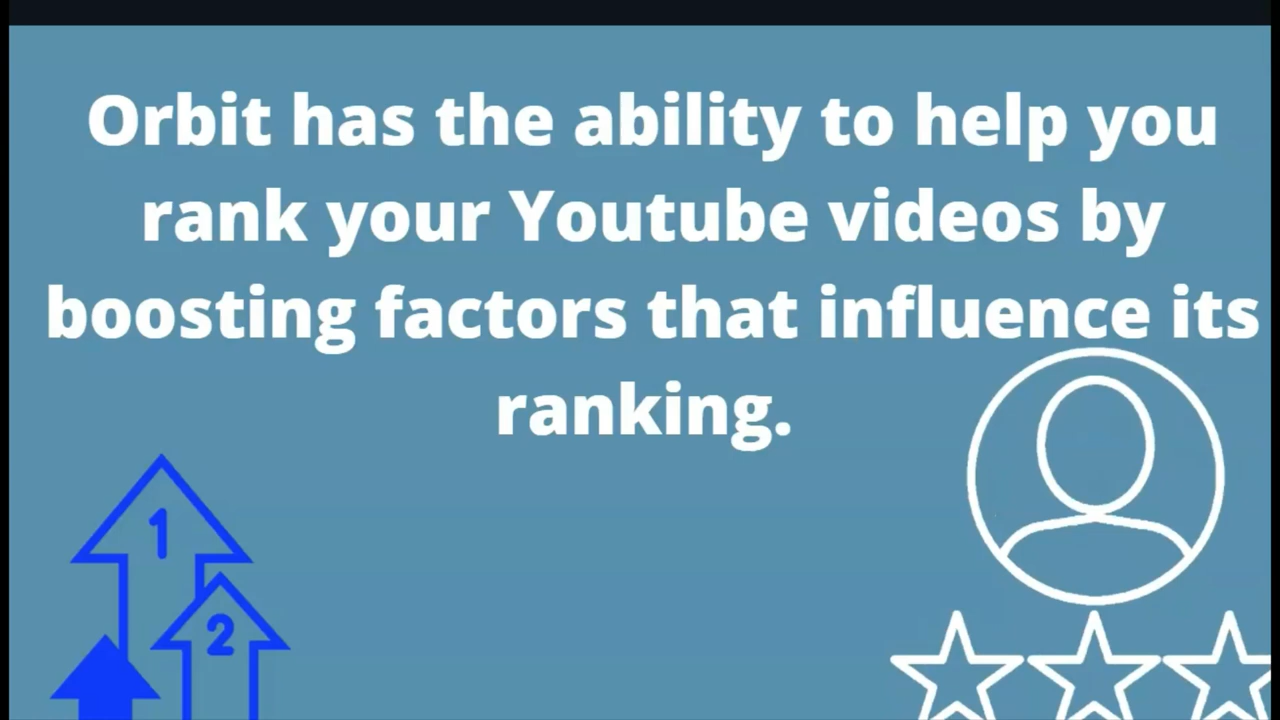 Orbit has the ability to help you
rank your Youtube videos by
boosting factors that influence its
ranking.
1
2